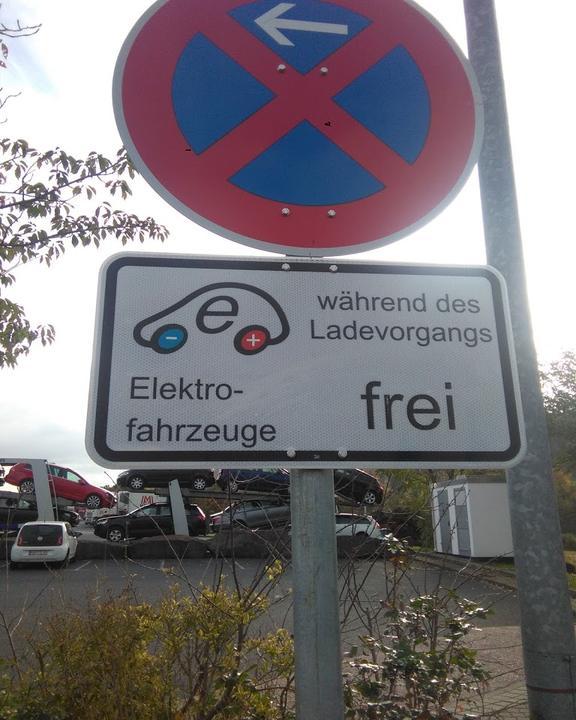 e
während des
Ladevorgangs
- +
Elektro-
fahrzeuge
frei